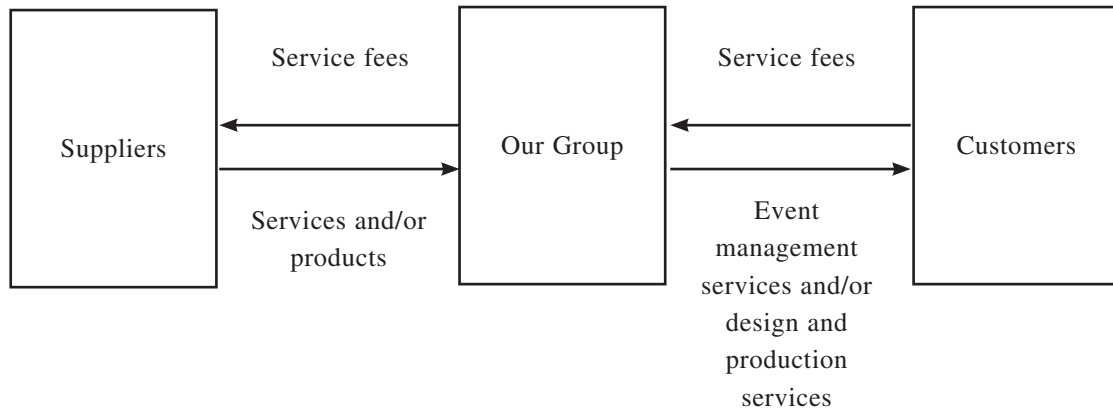 Service fees
Service fees
Suppliers
Our Group
Customers
Services and/or
products
Event
management
services and/or
design and
production
services